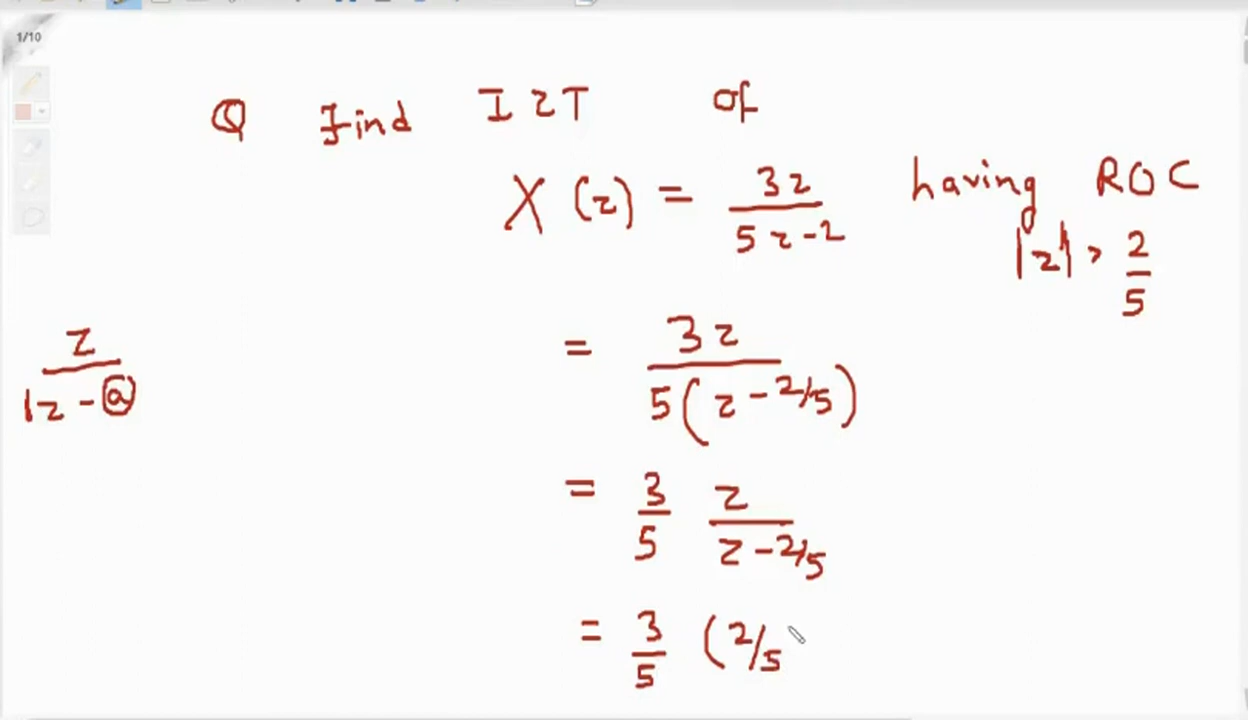 1/10
Q Find IZT of
X(z) = 3z / 5z-2 having ROC |z| > 2/5
= 3z / 5(z - 2/5)
z / 1z - a
= 3/5 z / z - 2/5
= 3/5 (2/5